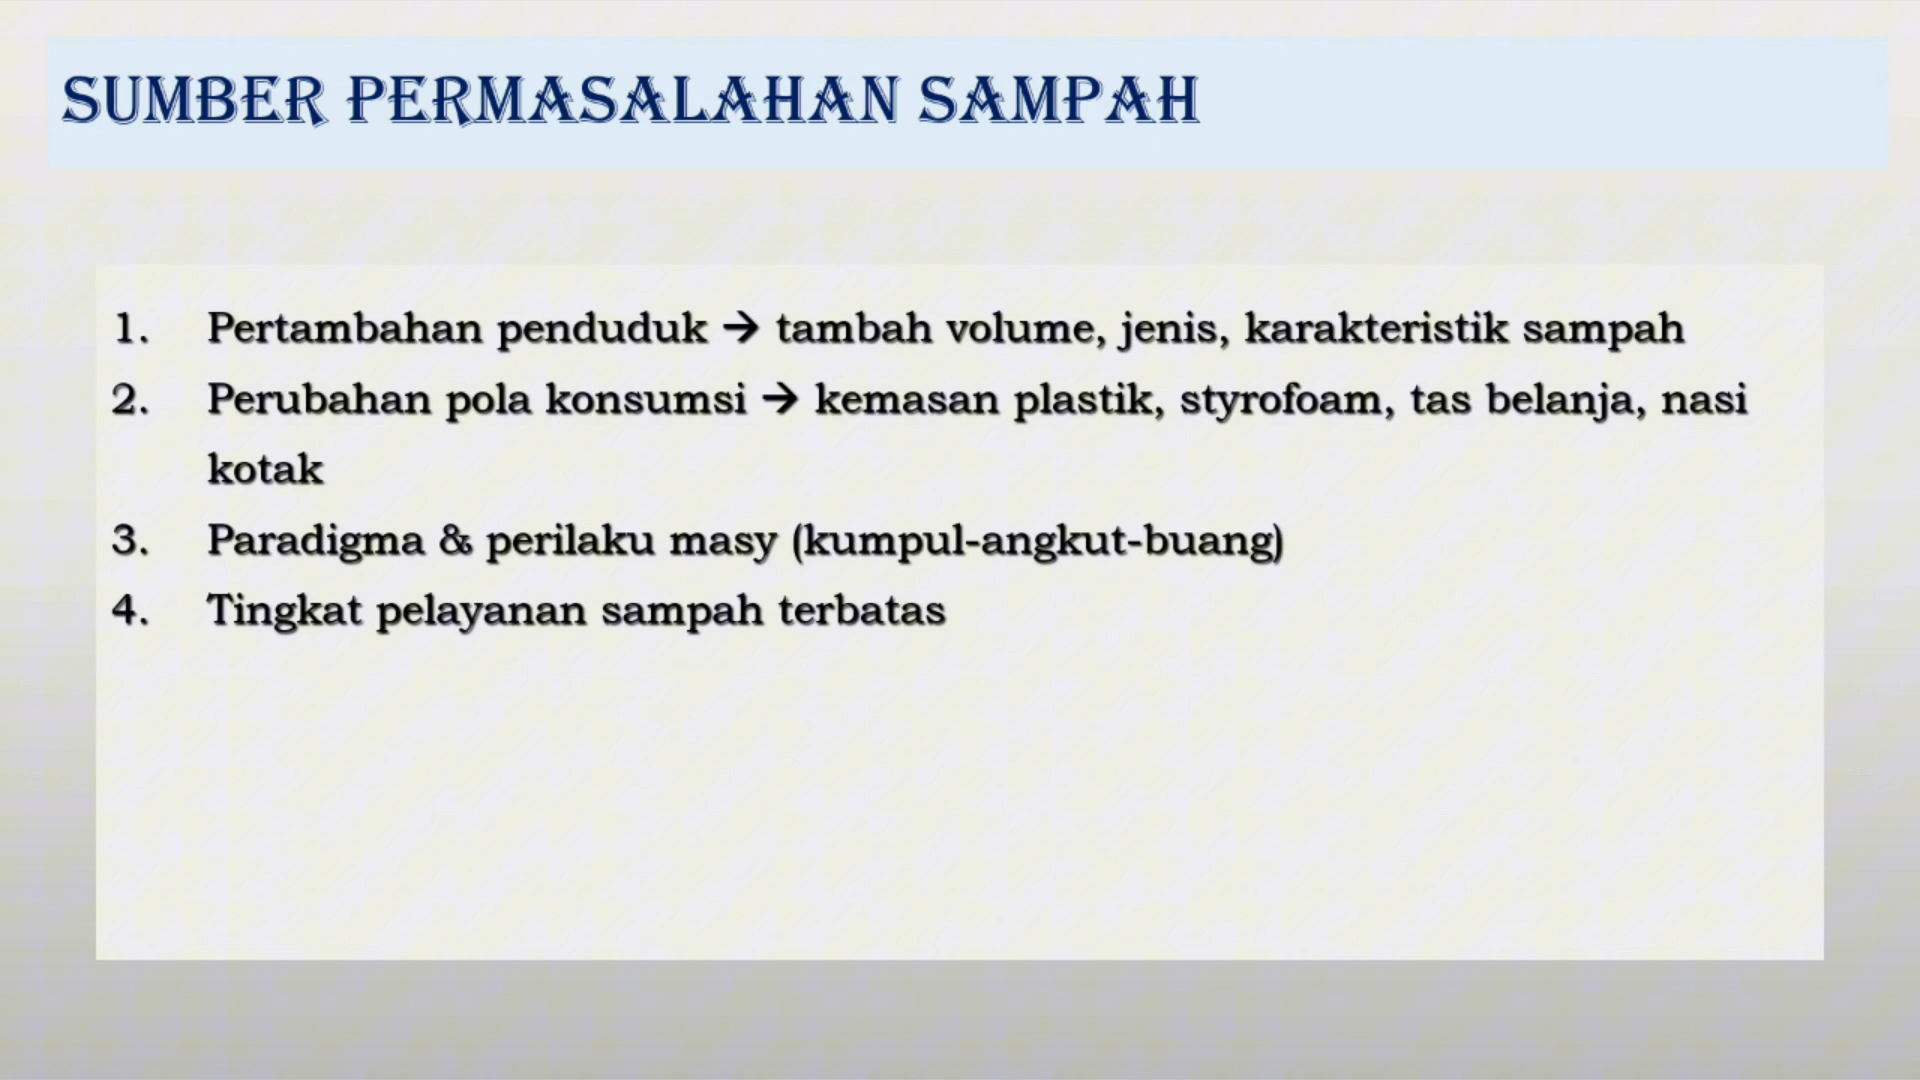 SUMBER PERMASALAHAN SAMPAH
1. Pertambahan penduduk → tambah volume, jenis, karakteristik sampah
2. Perubahan pola konsumsi → kemasan plastik, styrofoam, tas belanja, nasi
kotak
3. Paradigma & perilaku masy (kumpul-angkut-buang)
4. Tingkat pelayanan sampah terbatas